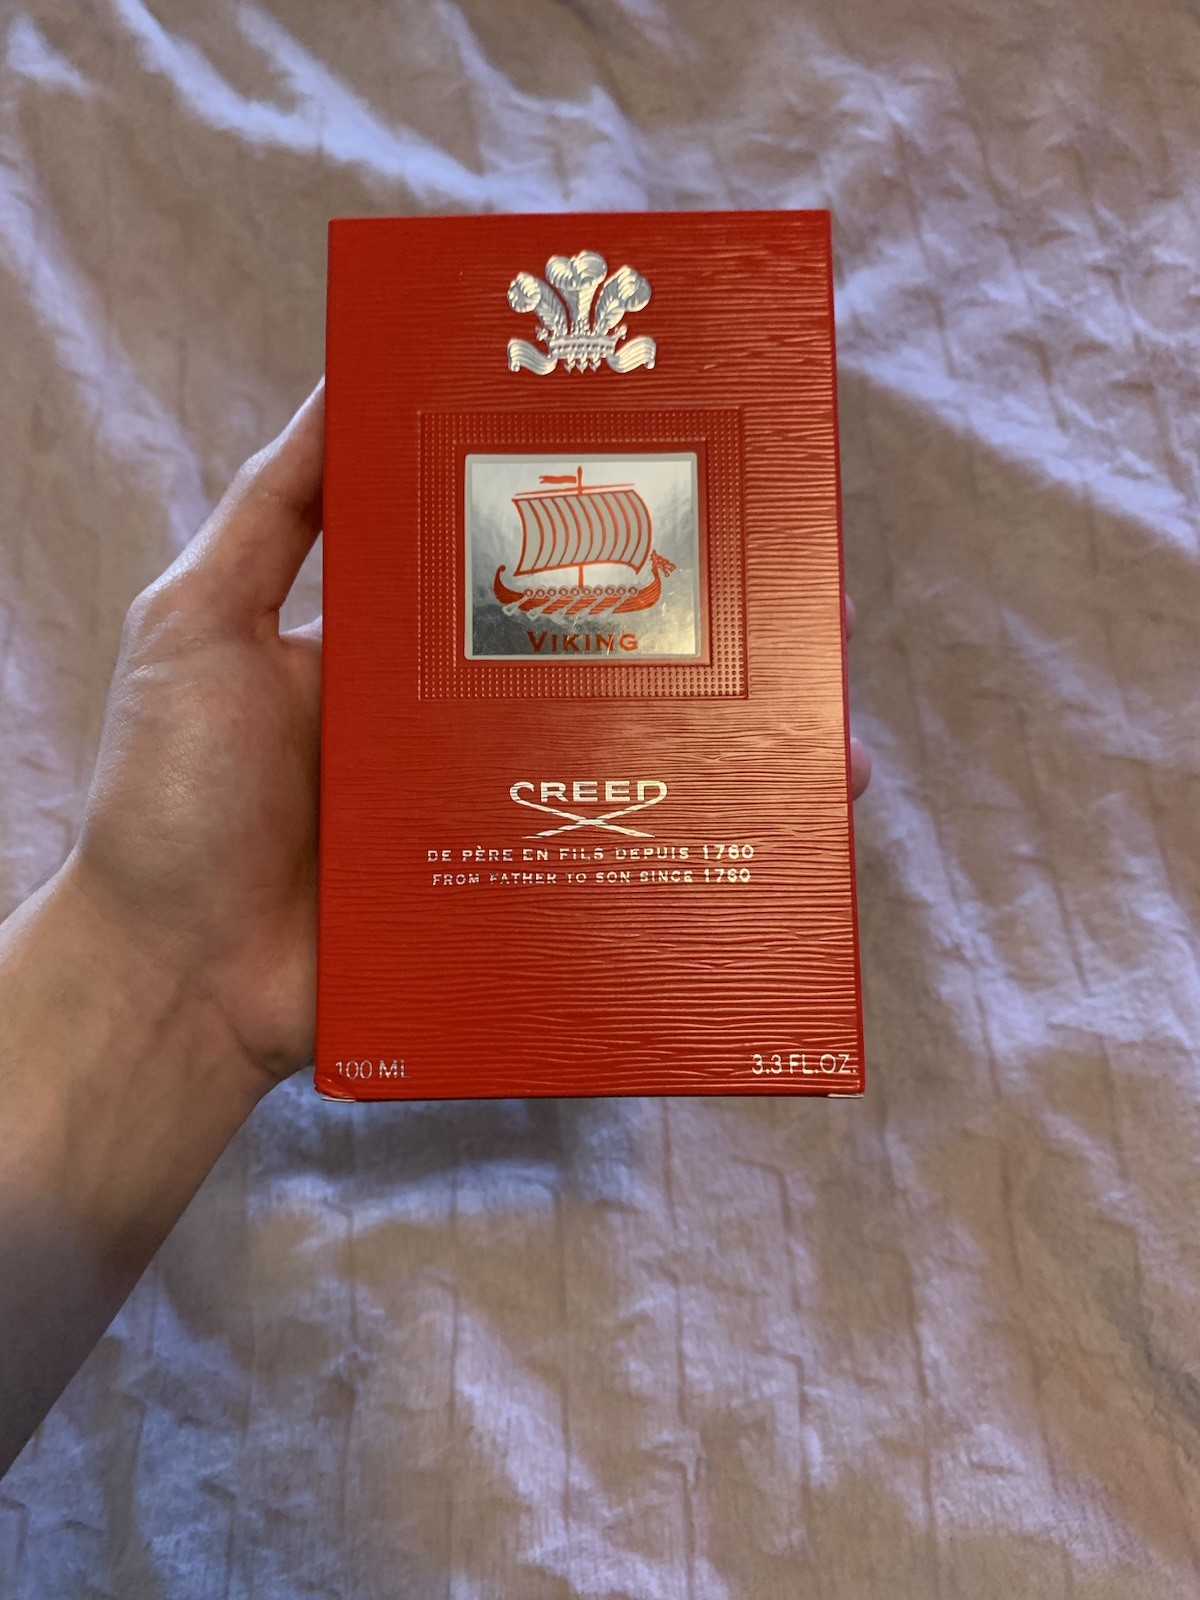 VIKING
CREED
DE PÈRE EN FILS DEPUIS 1760
FROM FATHER TO SON SINCE 1760
100 ML
3.3 FL.OZ.